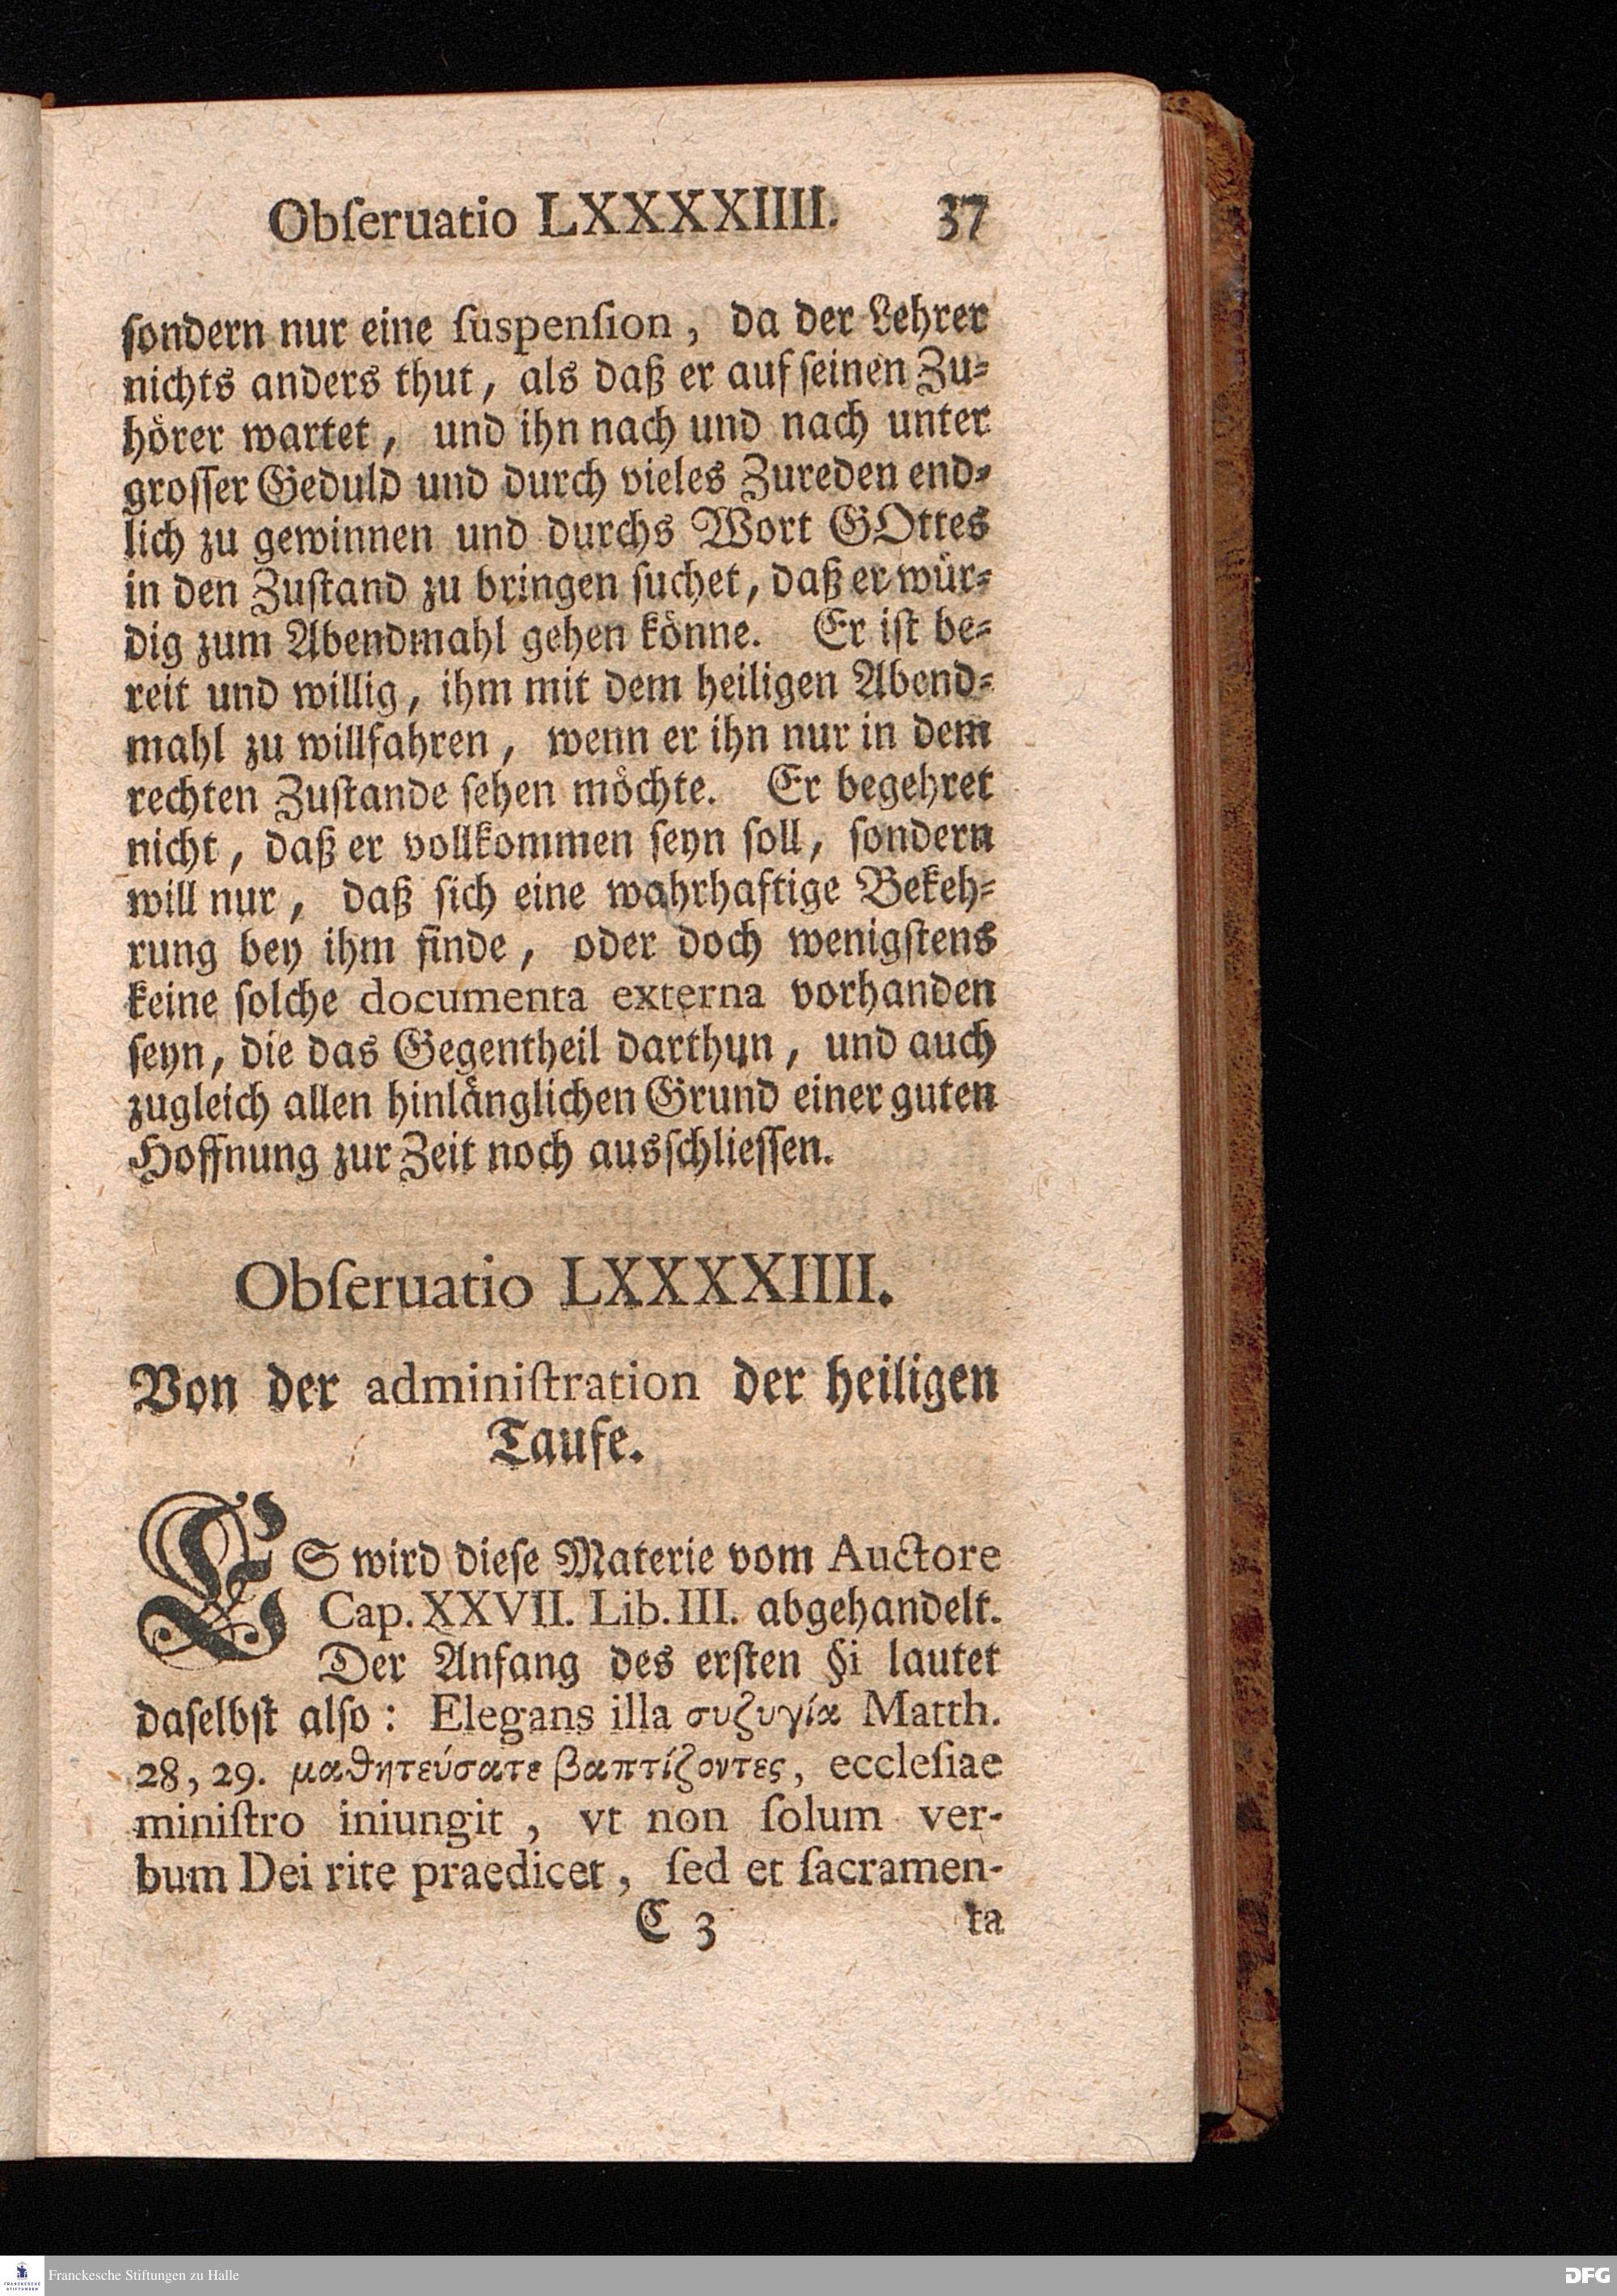 Obſeruatio LXXXXIIII. 37
ſondern nur eine ſuspenſion, da der Lehrer
nichts anders thut, als daß er auf ſeinen Zu-
hörer wartet, und ihn nach und nach unter
groſſer Geduld und durch vieles Zureden end-
lich zu gewinnen und durchs Wort GOttes
in den Zuſtand zu bringen ſuchet, daß er wür-
dig zum Abendmahl gehen könne. Er iſt be-
reit und willig, ihm mit dem heiligen Abend-
mahl zu willfahren, wenn er ihn nur in dem
rechten Zuſtande ſehen möchte. Er begehret
nicht, daß er vollkommen ſeyn ſoll, ſondern
will nur, daß ſich eine wahrhaftige Bekeh-
rung bey ihm finde, oder doch wenigſtens
keine ſolche documenta externa vorhanden
ſeyn, die das Gegentheil darthun, und auch
zugleich allen hinlänglichen Grund einer guten
Hoffnung zur Zeit noch ausſchlieſſen.
Obſeruatio LXXXXIIII.
Von der adminiſtration der heiligen
Taufe.
ES wird dieſe Materie vom Auctore
Cap. XXVII. Lib. III. abgehandelt.
Der Anfang des erſten §i lautet
daſelbſt alſo: Elegans illa συζυγία Matth.
28, 29. μαθητεύσατε βαπτίζοντες, eccleſiae
miniſtro iniungit, vt non ſolum ver-
bum Dei rite praedicet, ſed et ſacramen-
C 3 ta
Franckesche Stiftungen zu Halle
FRANCKESCHE STIFTUNGEN
DFG